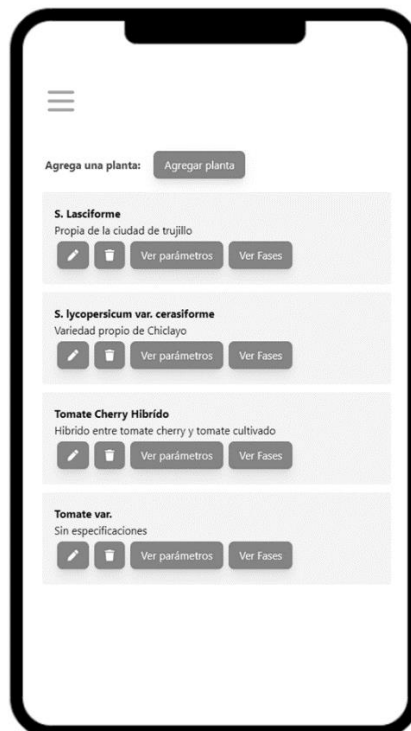 Agrega una planta: Agregar planta
S. Lasciforme
Propia de la ciudad de trujillo
Ver parámetros Ver Fases
S. lycopersicum var. cerasiforme
Variedad propio de Chiclayo
Ver parámetros Ver Fases
Tomate Cherry Hibrído
Hibrido entre tomate cherry y tomate cultivado
Ver parámetros Ver Fases
Tomate var.
Sin especificaciones
Ver parámetros Ver Fases